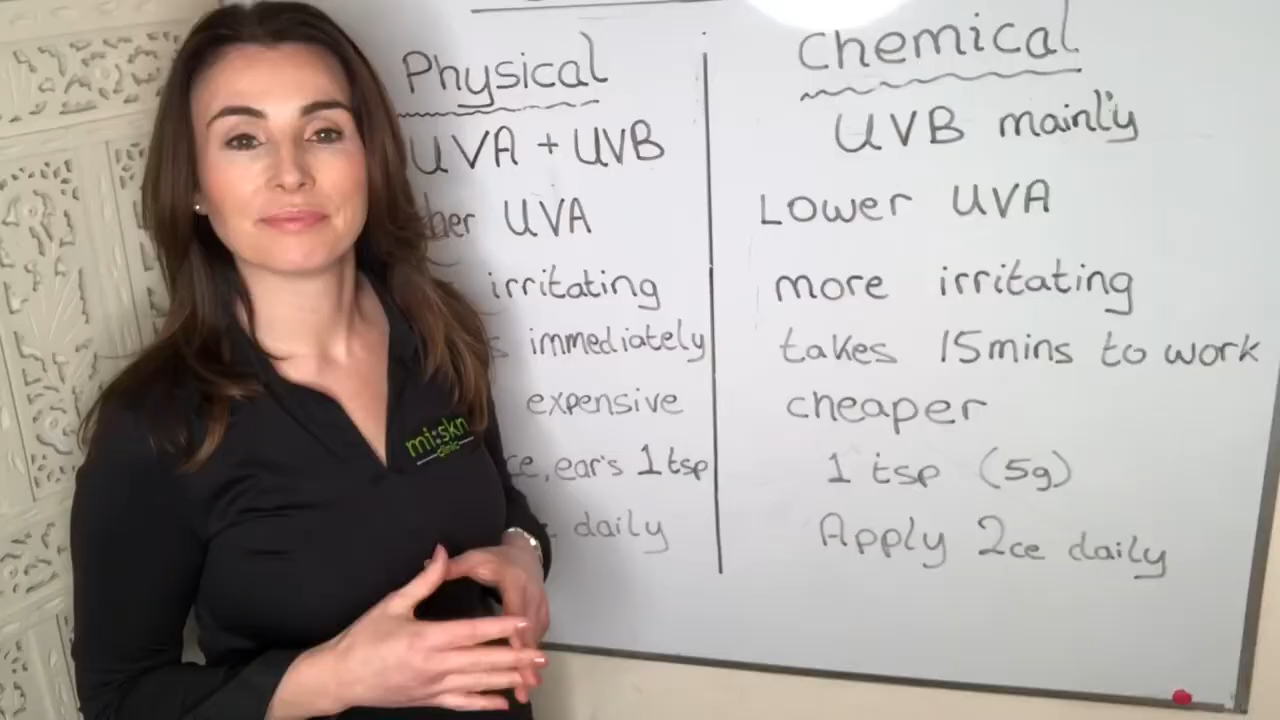 Physical
UVA + UVB
UVA
irritating
immediately
expensive
ear's 1 tsp
daily
Chemical
UVB mainly
Lower UVA
more irritating
takes 15mins to work
cheaper
1 tsp (5g)
Apply 2ce daily
mi:skn
clinic